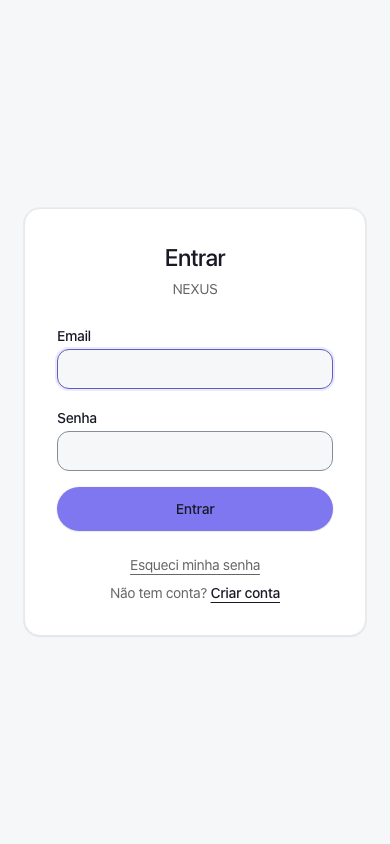 Entrar
NEXUS
Email
Senha
Entrar
Esqueci minha senha
Não tem conta? Criar conta